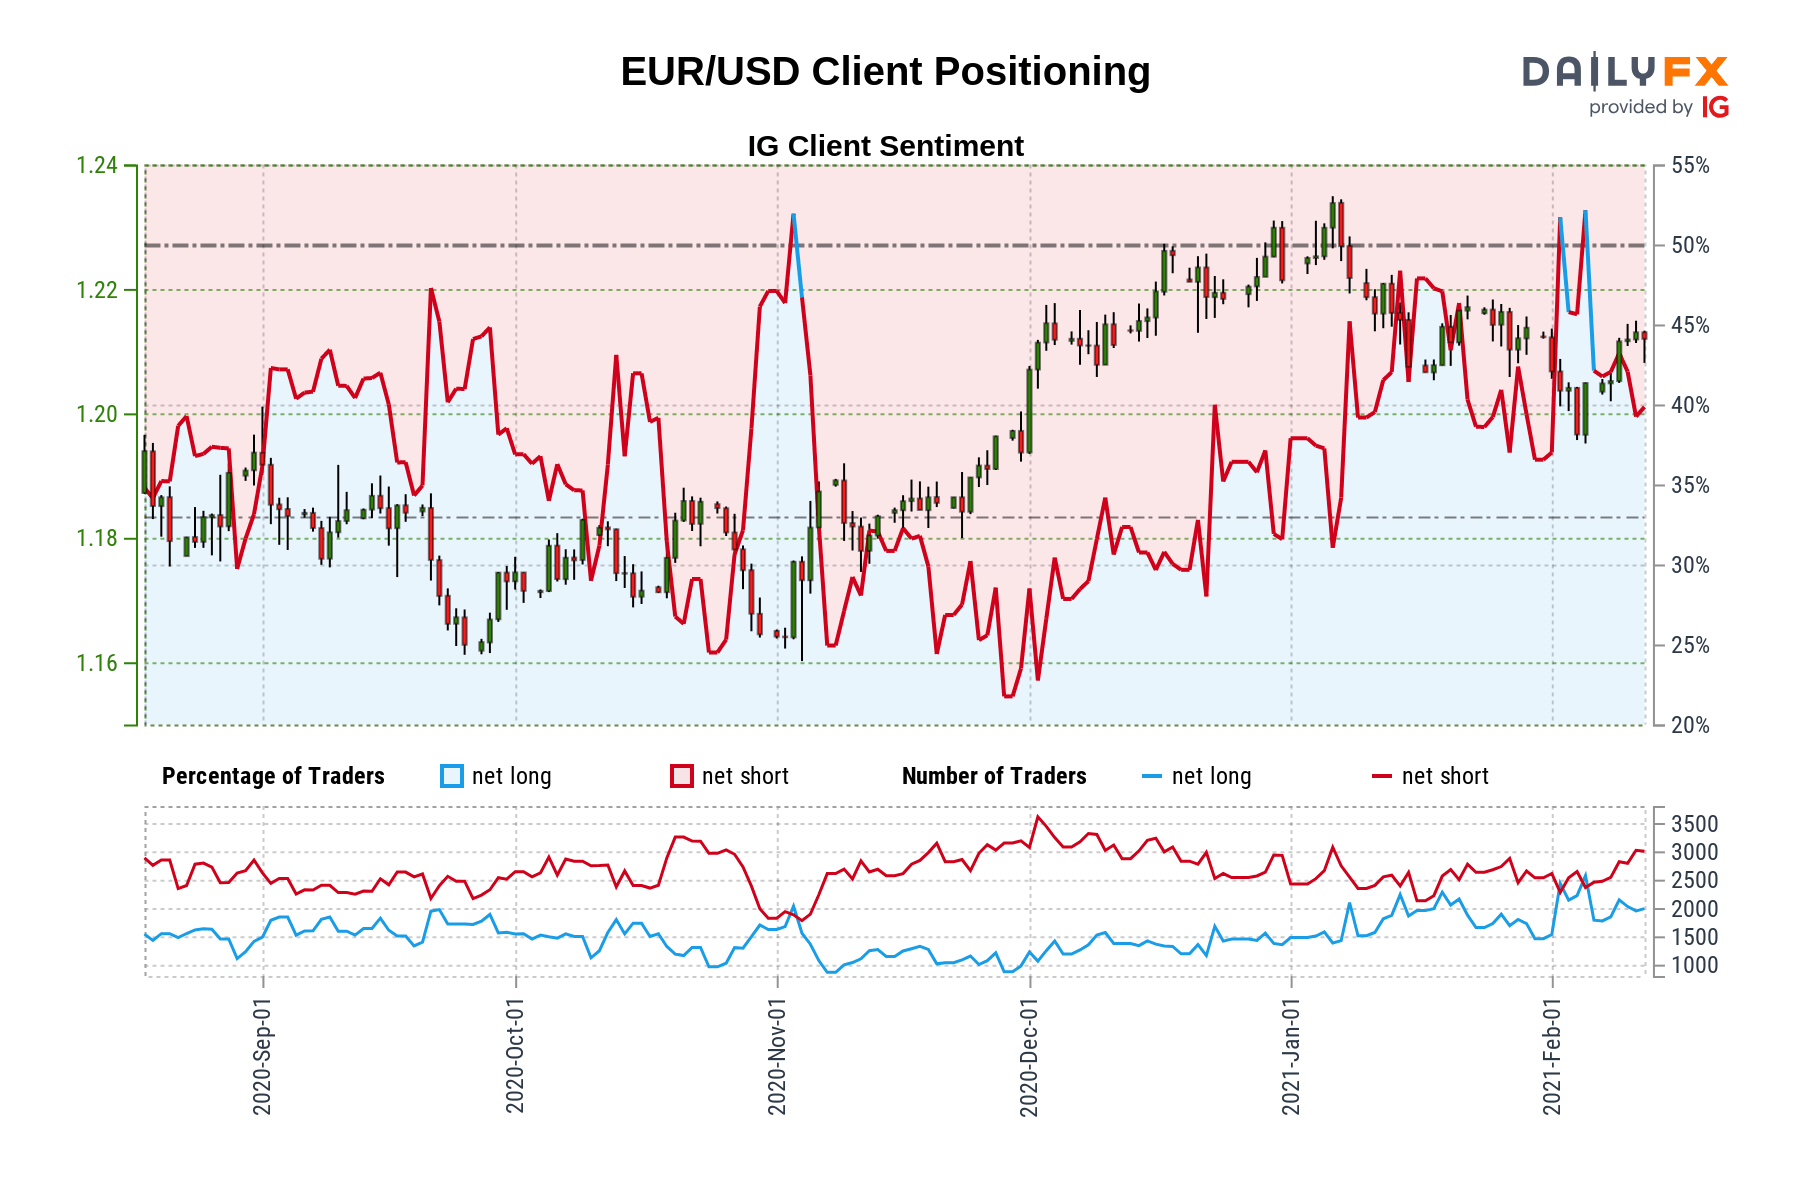 EUR/USD Client Positioning
DAILYFX
provided by IG
IG Client Sentiment
1.24
1.22
1.20
1.18
1.16
55%
50%
45%
40%
35%
30%
25%
20%
Percentage of Traders net long net short Number of Traders net long net short
3500
3000
2500
2000
1500
1000
2020-Sep-01
2020-Oct-01
2020-Nov-01
2020-Dec-01
2021-Jan-01
2021-Feb-01